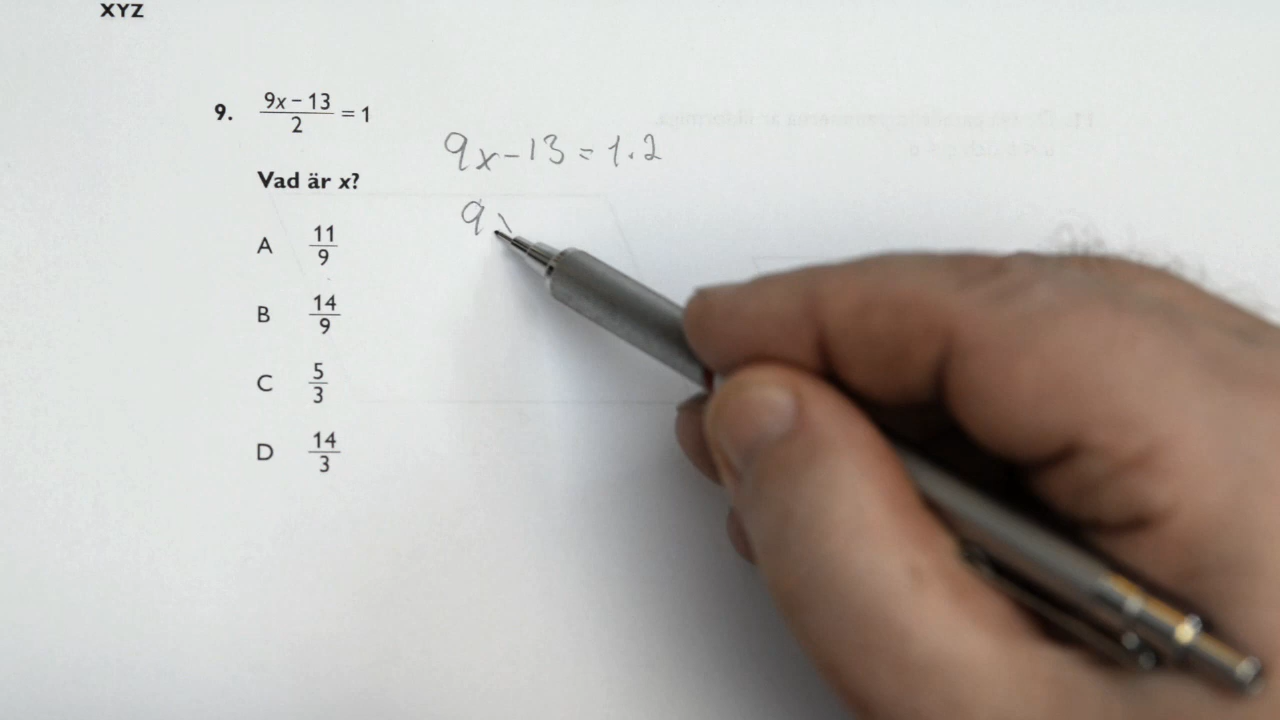 XYZ
9. (9x − 13)/2 = 1
9x − 13 = 1·2
Vad är x?
9x
A 11/9
B 14/9
C 5/3
D 14/3